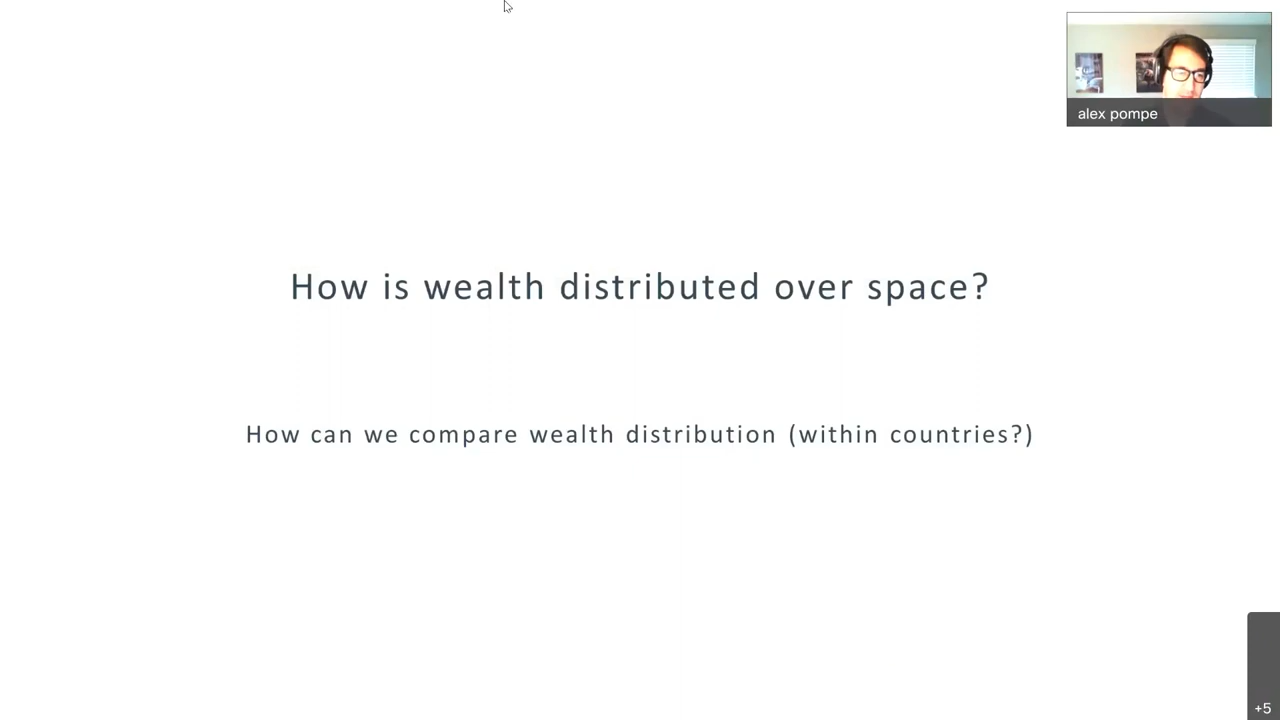 alex pompe
How is wealth distributed over space?
How can we compare wealth distribution (within countries?)
+5